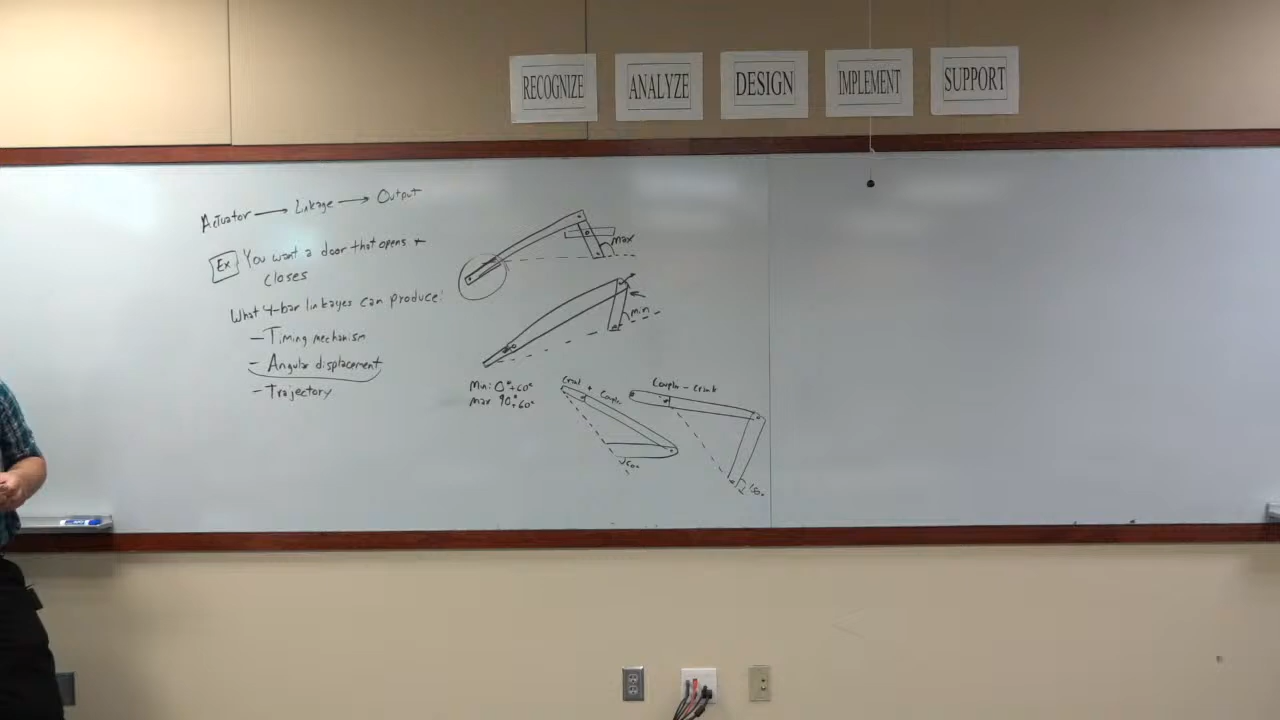 RECOGNIZE
ANALYZE
DESIGN
IMPLEMENT
SUPPORT
Actuator → Linkage → Output
Ex You want a door that opens +
closes
What 4-bar linkages can produce:
- Timing mechanism
- Angular displacement
- Trajectory
max
min
Min: 0° +60°
max 90° +60°
Crank + Coupler
Coupler - Crank
60°
150°